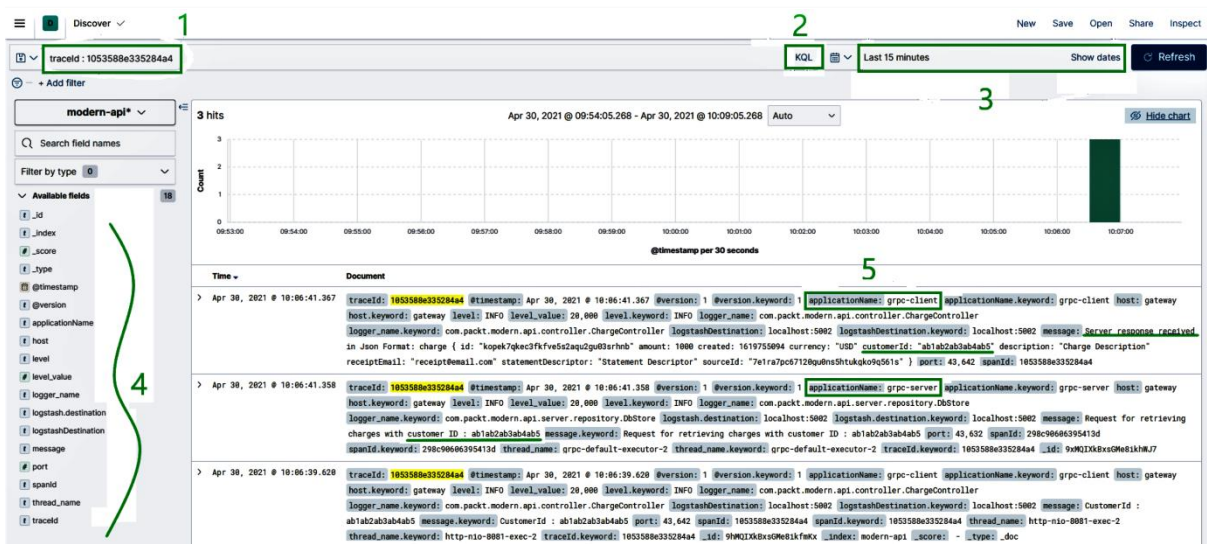 D Discover
1
2
New Save Open Share Inspect
traceId : 1053588e335284a4
KQL
Last 15 minutes
Show dates
Refresh
3
+ Add filter
modern-api*
Search field names
Filter by type 0
Available fields 18
_id
_index
_score
_type
@timestamp
@version
applicationName
host
level
level_value
logger_name
logstash.destination
logstashDestination
message
port
spanId
thread_name
traceId
4
3 hits
Apr 30, 2021 @ 09:54:05.268 - Apr 30, 2021 @ 10:09:05.268 Auto
Hide chart
Count
3
2
1
0
09:53:00 09:54:00 09:55:00 09:56:00 09:57:00 09:58:00 09:59:00 10:00:00 10:01:00 10:02:00 10:03:00 10:04:00 10:05:00 10:06:00 10:07:00
@timestamp per 30 seconds
5
Time Document
Apr 30, 2021 @ 10:06:41.367 traceId: 1053588e335284a4 @timestamp: Apr 30, 2021 @ 10:06:41.367 @version: 1 @version.keyword: 1 applicationName: grpc-client applicationName.keyword: grpc-client host: gateway
host.keyword: gateway level: INFO level_value: 20,000 level.keyword: INFO logger_name: com.packt.modern.api.controller.ChargeController
logger_name.keyword: com.packt.modern.api.controller.ChargeController logstashDestination: localhost:5002 logstashDestination.keyword: localhost:5002 message: Server response received
in Json Format: charge { id: "kopek7qkec3fkfve5s2aqu2gu03srhnb" amount: 1000 created: 1619755094 currency: "USD" customerId: "ab1ab2ab3ab4ab5" description: "Charge Description"
receiptEmail: "receipt@email.com" statementDescriptor: "Statement Descriptor" sourceId: "7e1ra7pc67120qu0ns5htukgko9q561s" } port: 43,642 spanId: 1053588e335284a4
Apr 30, 2021 @ 10:06:41.358 traceId: 1053588e335284a4 @timestamp: Apr 30, 2021 @ 10:06:41.358 @version: 1 @version.keyword: 1 applicationName: grpc-server applicationName.keyword: grpc-server host: gateway
host.keyword: gateway level: INFO level_value: 20,000 level.keyword: INFO logger_name: com.packt.modern.api.server.repository.DbStore
logger_name.keyword: com.packt.modern.api.server.repository.DbStore logstash.destination: localhost:5002 logstash.destination.keyword: localhost:5002 message: Request for retrieving
charges with customer ID : ab1ab2ab3ab4ab5 message.keyword: Request for retrieving charges with customer ID : ab1ab2ab3ab4ab5 port: 43,632 spanId: 298c90606395413d
spanId.keyword: 298c90606395413d thread_name: grpc-default-executor-2 thread_name.keyword: grpc-default-executor-2 traceId.keyword: 1053588e335284a4 _id: 9xMQIXkBxsGMe8ikhWJ7
Apr 30, 2021 @ 10:06:39.620 traceId: 1053588e335284a4 @timestamp: Apr 30, 2021 @ 10:06:39.620 @version: 1 @version.keyword: 1 applicationName: grpc-client applicationName.keyword: grpc-client host: gateway
host.keyword: gateway level: INFO level_value: 20,000 level.keyword: INFO logger_name: com.packt.modern.api.controller.ChargeController
logger_name.keyword: com.packt.modern.api.controller.ChargeController logstashDestination: localhost:5002 logstashDestination.keyword: localhost:5002 message: CustomerId :
ab1ab2ab3ab4ab5 message.keyword: CustomerId : ab1ab2ab3ab4ab5 port: 43,642 spanId: 1053588e335284a4 spanId.keyword: 1053588e335284a4 thread_name: http-nio-8081-exec-2
thread_name.keyword: http-nio-8081-exec-2 traceId.keyword: 1053588e335284a4 _id: 9hMQIXkBxsGMe8ikfmKx _index: modern-api _score: - _type: _doc